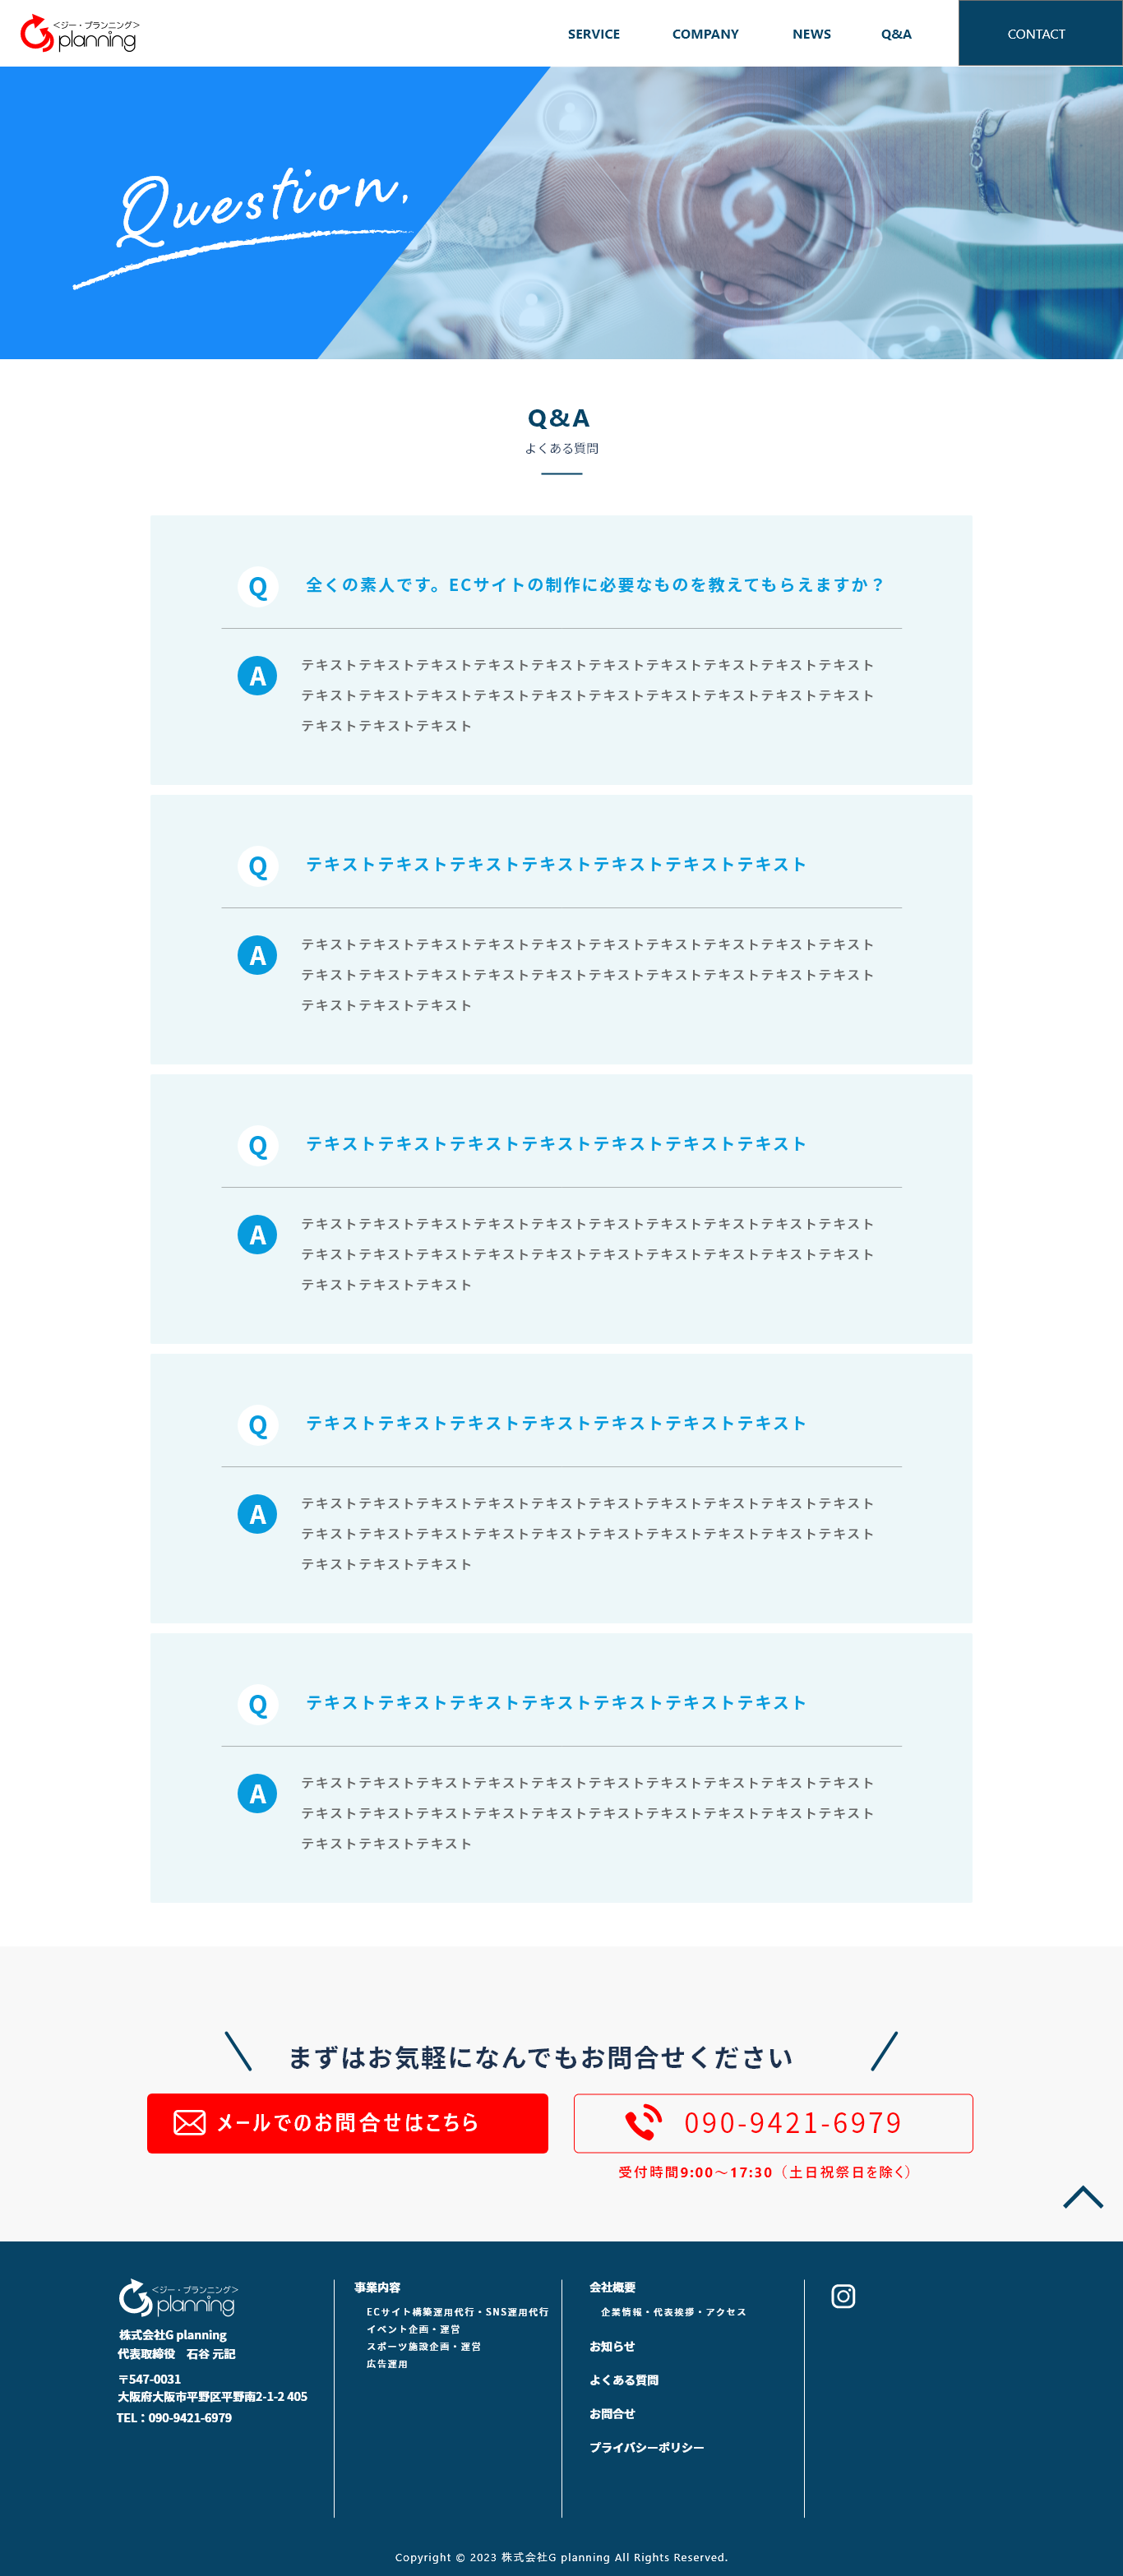 <ジー・プランニング>
planning
SERVICE
COMPANY
NEWS
Q&A
CONTACT
Question.
Q&A
よくある質問
Q
全くの素人です。ECサイトの制作に必要なものを教えてもらえますか？
A
テキストテキストテキストテキストテキストテキストテキストテキストテキストテキスト
テキストテキストテキストテキストテキストテキストテキストテキストテキストテキスト
テキストテキストテキスト
Q
テキストテキストテキストテキストテキストテキストテキスト
A
テキストテキストテキストテキストテキストテキストテキストテキストテキストテキスト
テキストテキストテキストテキストテキストテキストテキストテキストテキストテキスト
テキストテキストテキスト
Q
テキストテキストテキストテキストテキストテキストテキスト
A
テキストテキストテキストテキストテキストテキストテキストテキストテキストテキスト
テキストテキストテキストテキストテキストテキストテキストテキストテキストテキスト
テキストテキストテキスト
Q
テキストテキストテキストテキストテキストテキストテキスト
A
テキストテキストテキストテキストテキストテキストテキストテキストテキストテキスト
テキストテキストテキストテキストテキストテキストテキストテキストテキストテキスト
テキストテキストテキスト
Q
テキストテキストテキストテキストテキストテキストテキスト
A
テキストテキストテキストテキストテキストテキストテキストテキストテキストテキスト
テキストテキストテキストテキストテキストテキストテキストテキストテキストテキスト
テキストテキストテキスト
まずはお気軽になんでもお問合せください
メールでのお問合せはこちら
090-9421-6979
受付時間9:00〜17:30（土日祝祭日を除く）
<ジー・プランニング>
planning
株式会社G planning
代表取締役　石谷 元記
〒547-0031
大阪府大阪市平野区平野南2-1-2 405
TEL：090-9421-6979
事業内容
ECサイト構築運用代行・SNS運用代行
イベント企画・運営
スポーツ施設企画・運営
広告運用
会社概要
企業情報・代表挨拶・アクセス
お知らせ
よくある質問
お問合せ
プライバシーポリシー
Copyright © 2023 株式会社G planning All Rights Reserved.